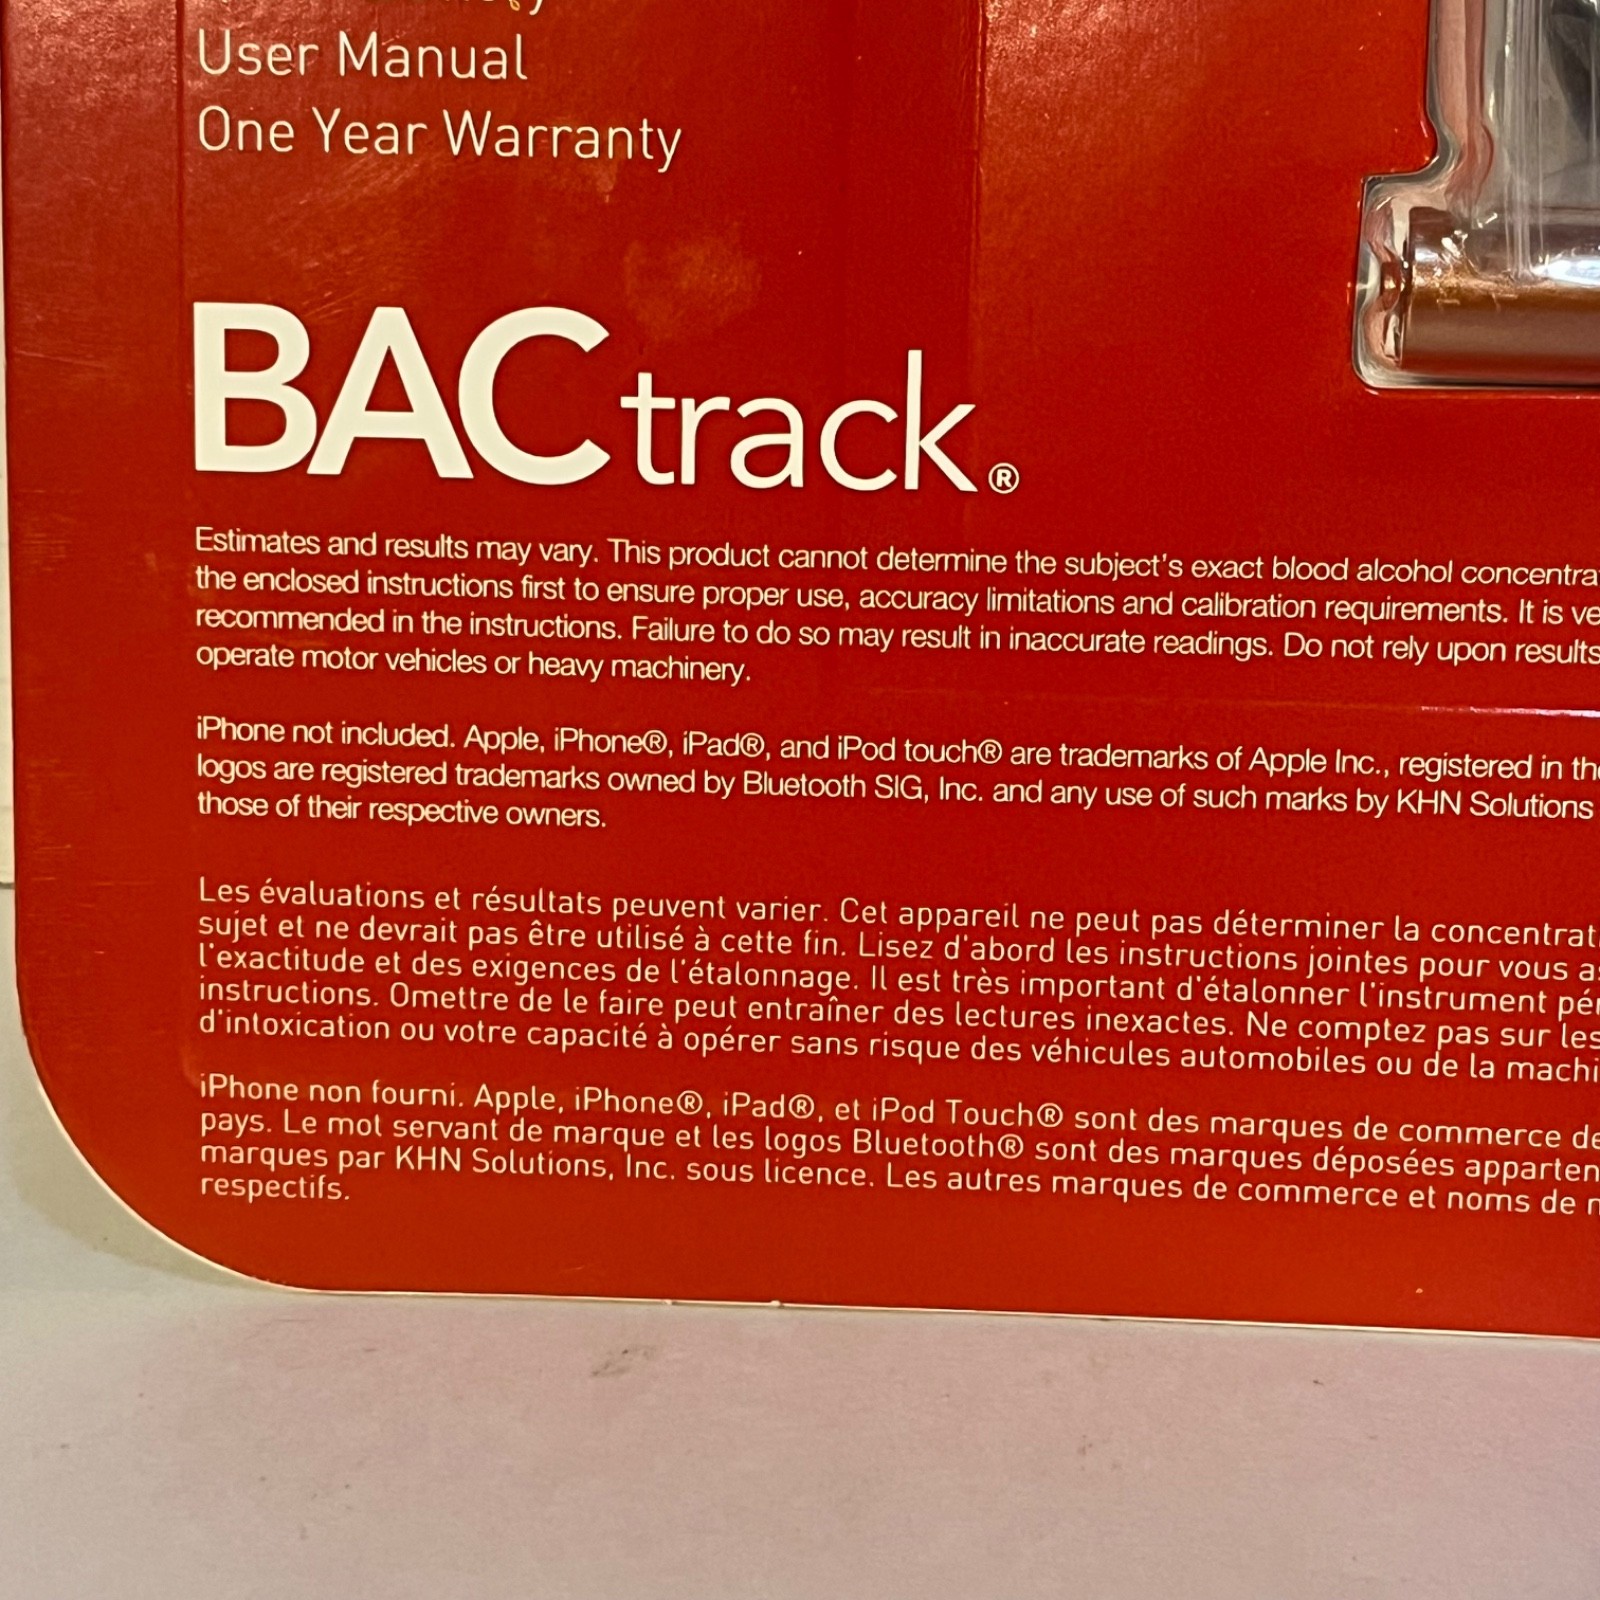 User Manual
One Year Warranty
BACtrack®
Estimates and results may vary. This product cannot determine the subject's exact blood alcohol
the enclosed instructions first to ensure proper use, accuracy limitations and calibration requirements. It is
recommended in the instructions. Failure to do so may result in inaccurate readings. Do not rely upon results
operate motor vehicles or heavy machinery.
iPhone not included. Apple, iPhone®, iPad®, and iPod touch® are trademarks of Apple Inc., registered in
logos are registered trademarks owned by Bluetooth SIG, Inc. and any use of such marks by KHN Solutions
those of their respective owners.
Les évaluations et résultats peuvent varier. Cet appareil ne peut pas déterminer la
sujet et ne devrait pas être utilisé à cette fin. Lisez d'abord les instructions jointes pour vous
l'exactitude et des exigences de l'étalonnage. Il est très important d'étalonner l'instrument
instructions. Omettre de le faire peut entraîner des lectures inexactes. Ne comptez pas sur les
d'intoxication ou votre capacité à opérer sans risque des véhicules automobiles ou de la
iPhone non fourni. Apple, iPhone®, iPad®, et iPod Touch® sont des marques de commerce
pays. Le mot servant de marque et les logos Bluetooth® sont des marques déposées
marques par KHN Solutions, Inc. sous licence. Les autres marques de commerce et noms de
respectifs.